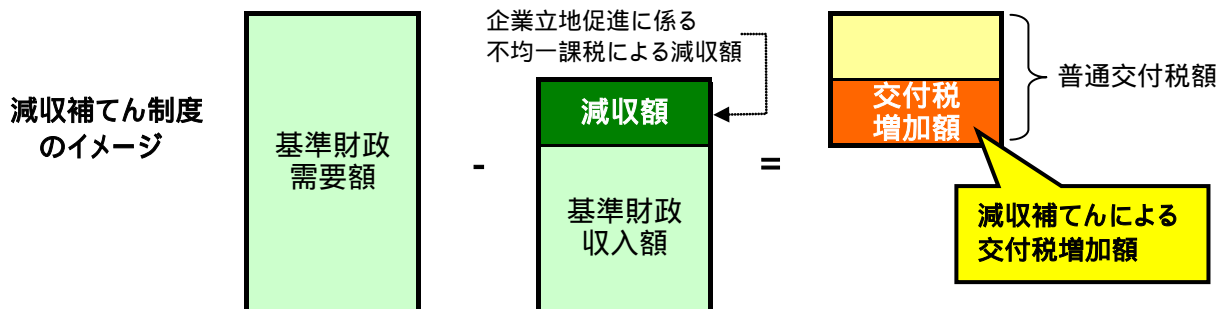 減収補てん制度
のイメージ
基準財政
需要額
-
企業立地促進に係る
不均一課税による減収額
減収額
基準財政
収入額
=
交付税
増加額
普通交付税額
減収補てんによる
交付税増加額